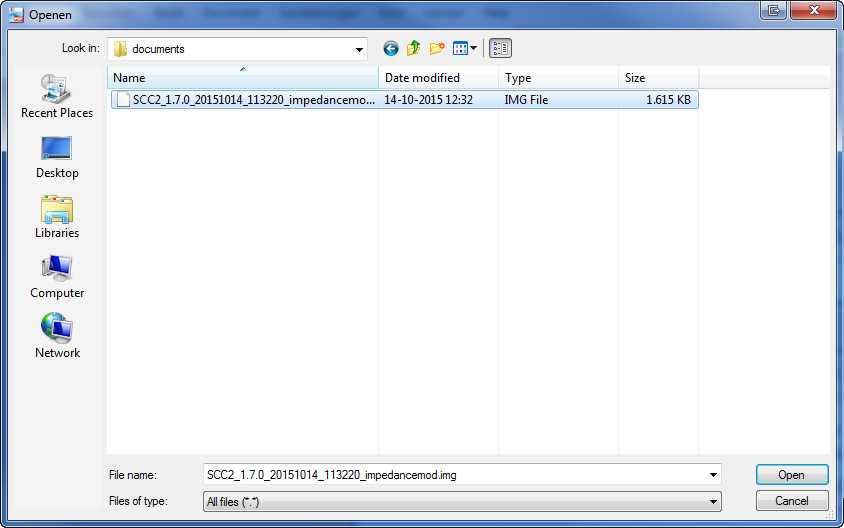 Openen
Look in:
documents
Name
Date modified
Type
Size
SCC2_1.7.0_20151014_113220_impedancemo...
14-10-2015 12:32
IMG File
1.615 KB
Recent Places
Desktop
Libraries
Computer
Network
File name:
SCC2_1.7.0_20151014_113220_impedancemod.img
Open
Files of type:
All files (*.*)
Cancel